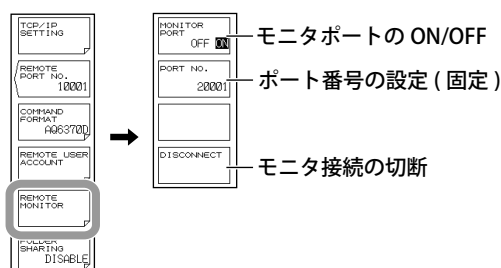 TCP/IP
SETTING
REMOTE
PORT NO.
10001
COMMAND
FORMAT
AQ6370D
REMOTE USER
ACCOUNT
REMOTE
MONITOR
FOLDER
SHARING
DISABLE
MONITOR
PORT
OFF ON
モニタポートの ON/OFF
PORT NO.
20001
ポート番号の設定 ( 固定 )
DISCONNECT
モニタ接続の切断